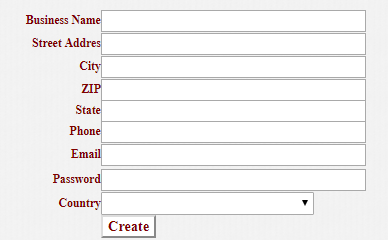 Business Name
Street Addres
City
ZIP
State
Phone
Email
Password
Country
Create